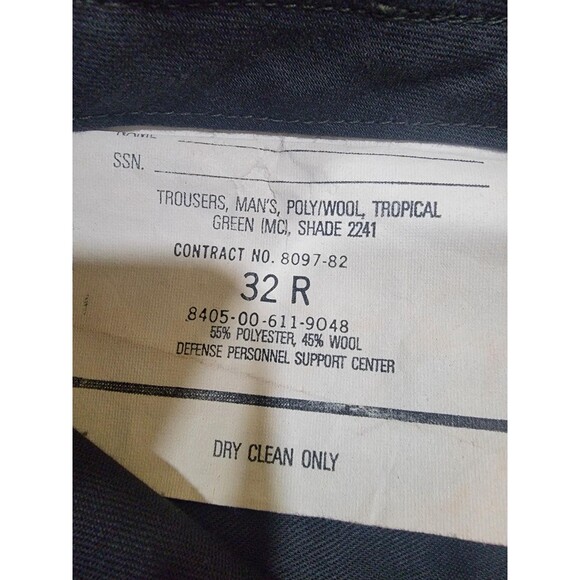 NAME
SSN.
TROUSERS, MAN'S, POLY/WOOL, TROPICAL
GREEN (MC), SHADE 2241
CONTRACT NO. 8097-82
32 R
8405-00-611-9048
55% POLYESTER, 45% WOOL
DEFENSE PERSONNEL SUPPORT CENTER
DRY CLEAN ONLY